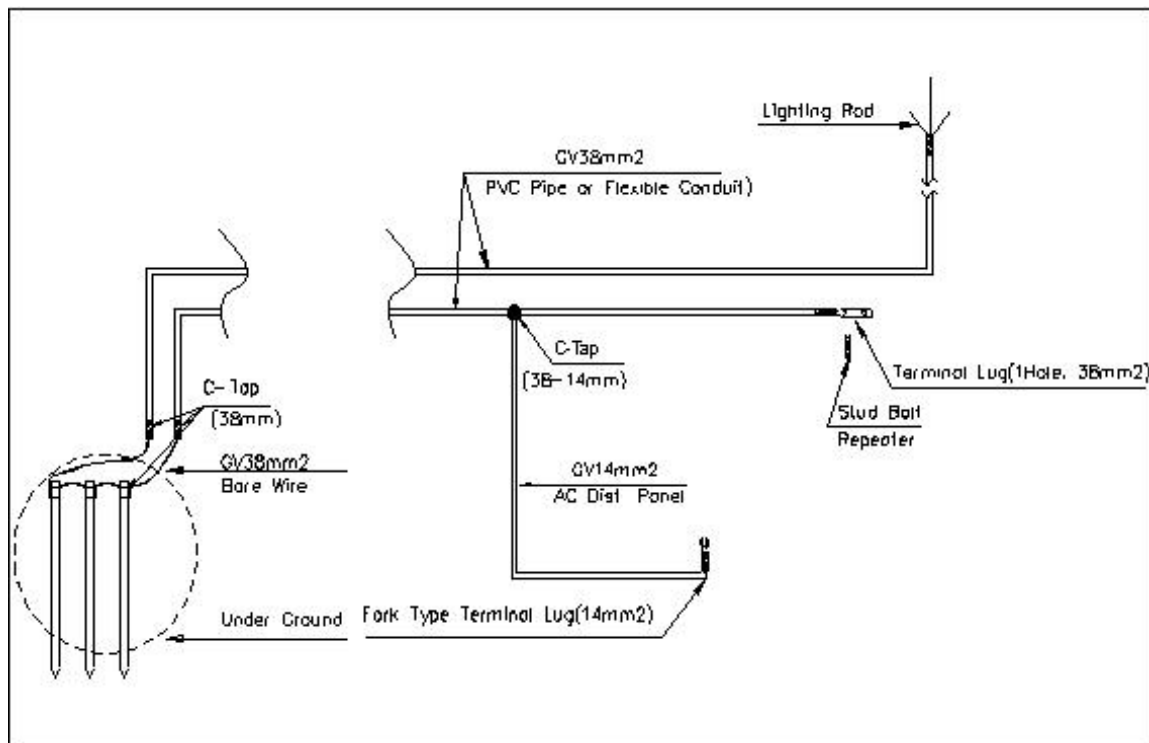 Lighting Rod
GV38mm2
PVC Pipe or Flexible Conduit)
C-Tap
(38-14mm)
Terminal Lug(1Hole, 38mm2)
Stud Bolt
Repeater
C-Tap
(38mm)
GV38mm2
Bare Wire
GV14mm2
AC Dist Panel
Under Ground
Fork Type Terminal Lug(14mm2)